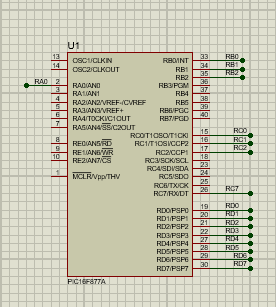 U1
13 OSC1/CLKIN RB0/INT 33 RB0
14 OSC2/CLKOUT RB1 34 RB1
RB2 35 RB2
RA0 2 RA0/AN0 RB3/PGM 36
3 RA1/AN1 RB4 37
4 RA2/AN2/VREF-/CVREF RB5 38
5 RA3/AN3/VREF+ RB6/PGC 39
6 RA4/T0CK/C1OUT RB7/PGD 40
7 RA5/AN4/SS/C2OUT
RC0/T1OSO/T1CKI 15 RC0
8 RE0/AN5/RD RC1/T1OSI/CCP2 16 RC1
9 RE1/AN6/WR RC2/CCP1 17 RC2
10 RE2/AN7/CS RC3/SCK/SCL 18
RC4/SDI/SDA 23
1 MCLR/Vpp/THV RC5/SDO 24
RC6/TX/CK 25
RC7/RX/DT 26 RC7
RD0/PSP0 19 RD0
RD1/PSP1 20 RD1
RD2/PSP2 21 RD2
RD3/PSP3 22 RD3
RD4/PSP4 27 RD4
RD5/PSP5 28 RD5
RD6/PSP6 29 RD6
RD7/PSP7 30 RD7
PIC16F877A